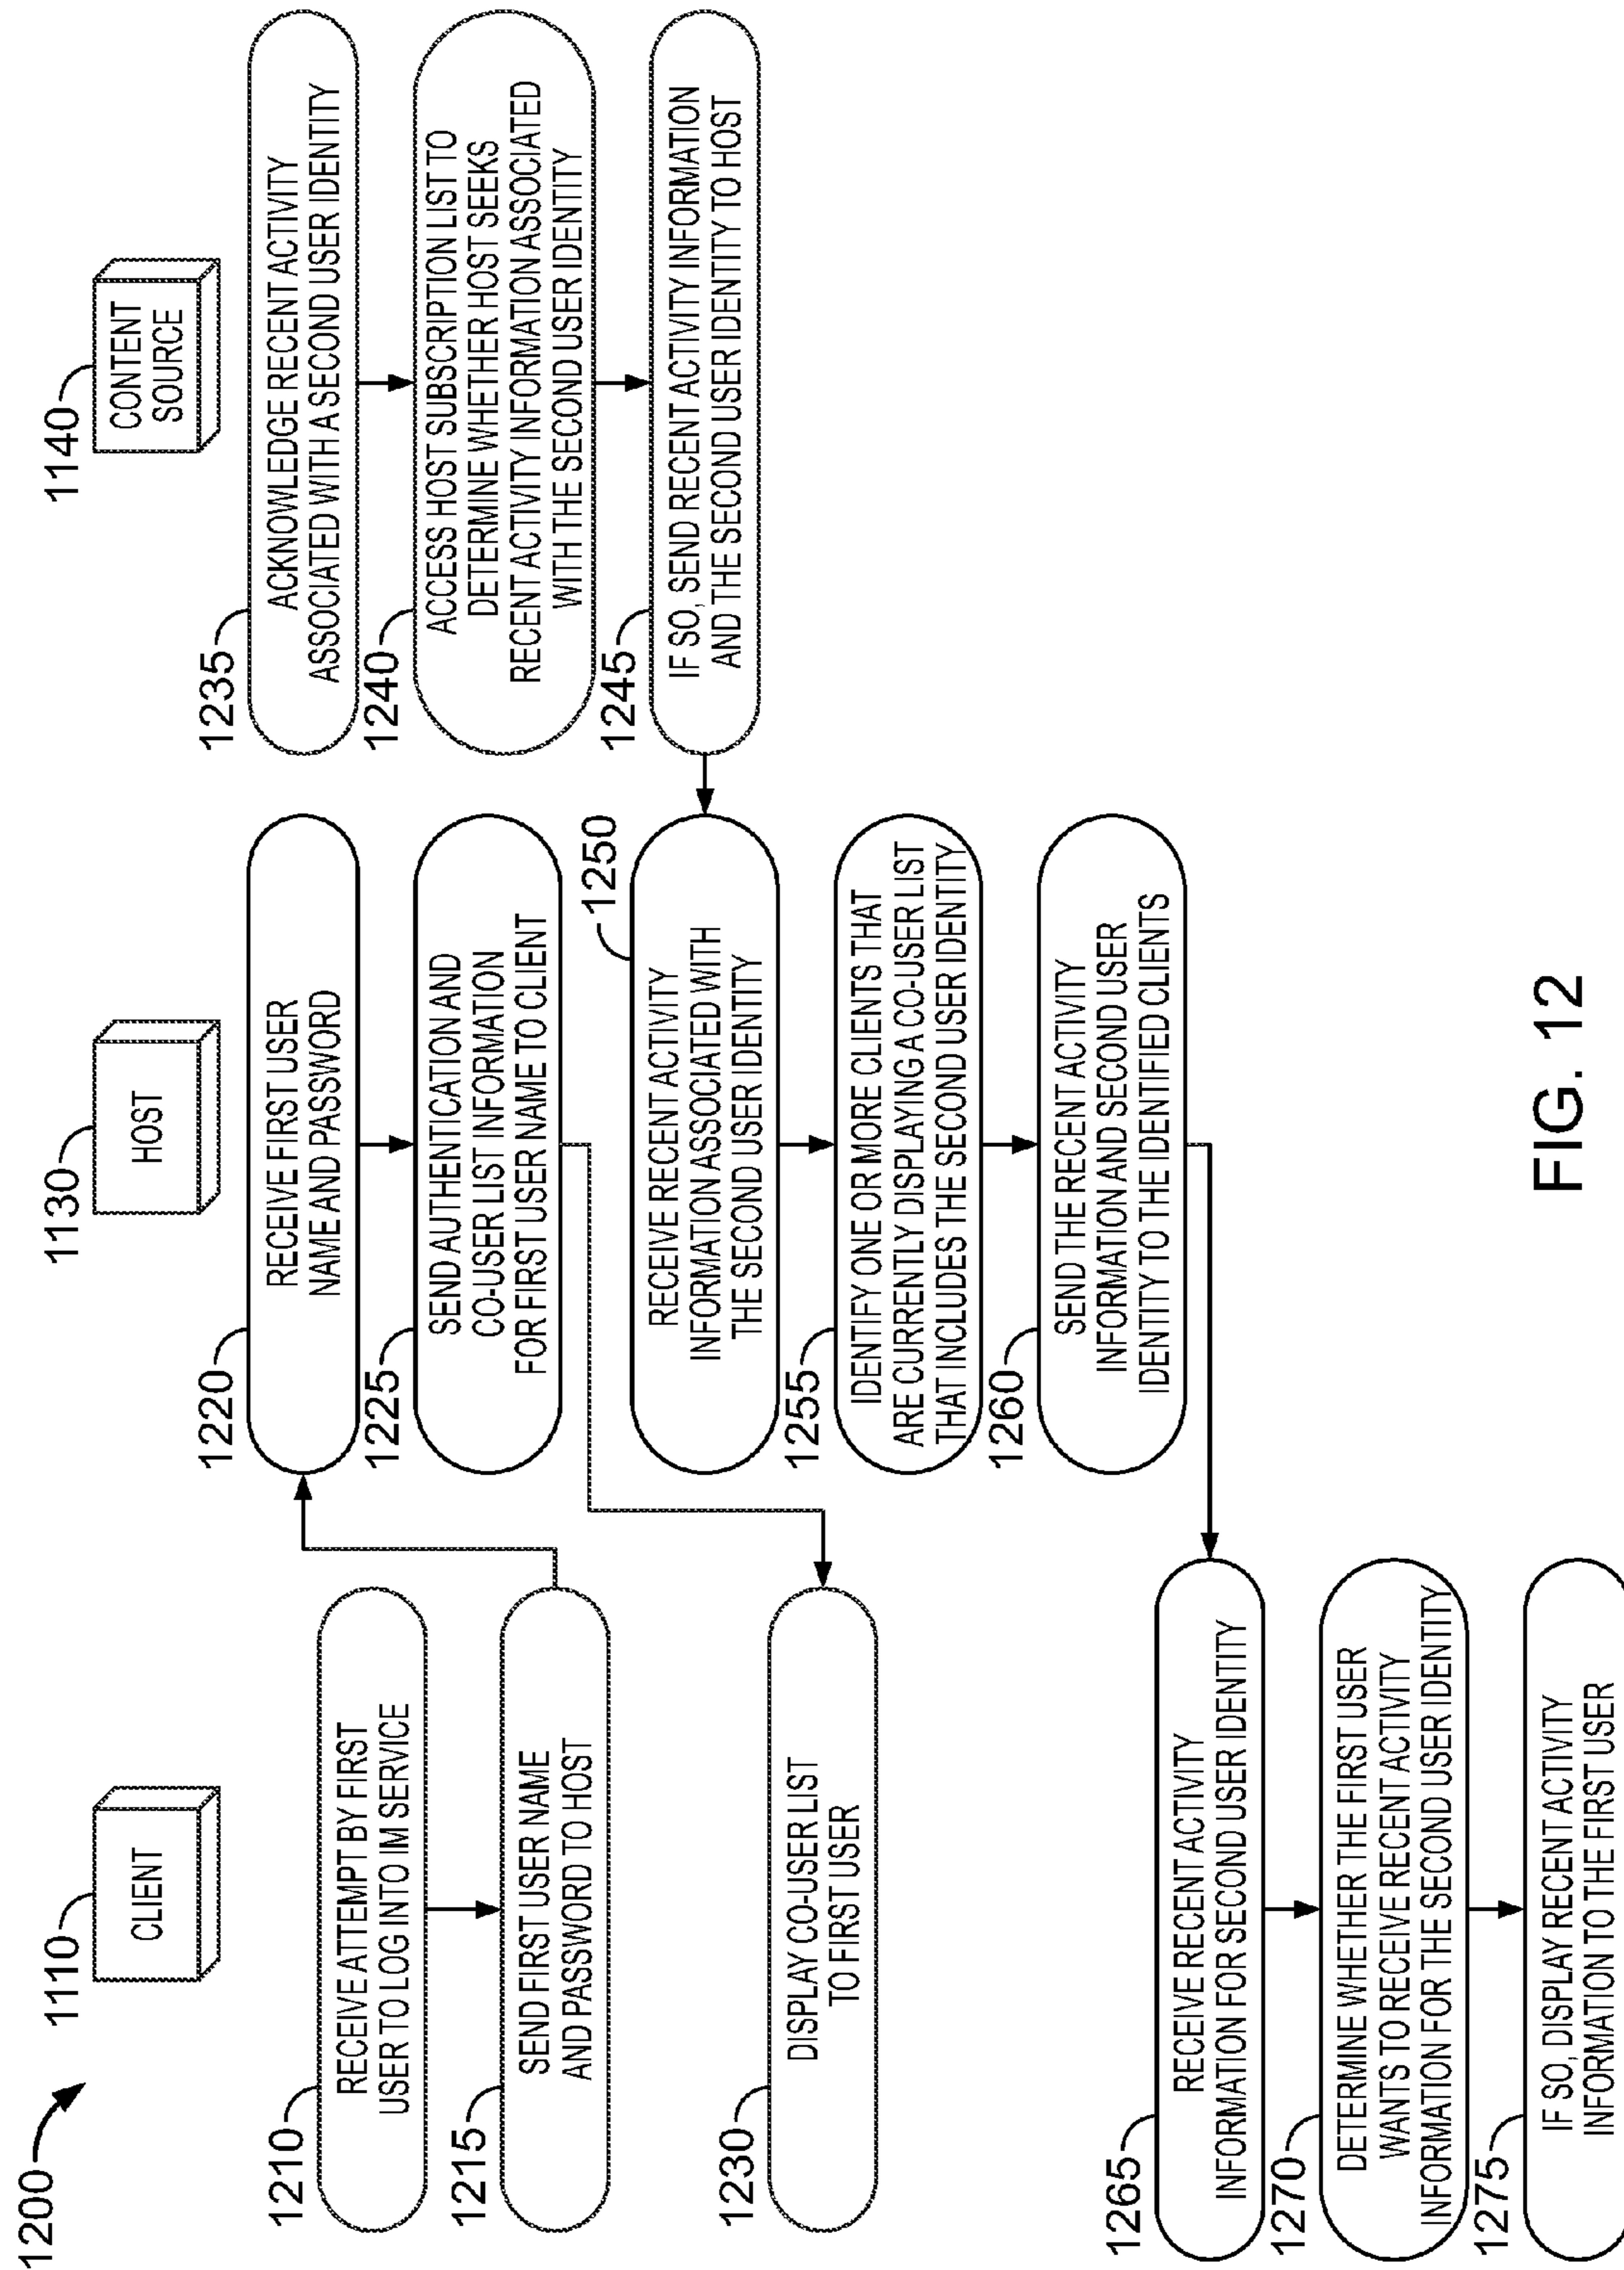 1200
1110
CLIENT
1130
HOST
1140
CONTENT
SOURCE
1210
RECEIVE ATTEMPT BY FIRST
USER TO LOG INTO IM SERVICE
1215
SEND FIRST USER NAME
AND PASSWORD TO HOST
1220
RECEIVE FIRST USER
NAME AND PASSWORD
1225
SEND AUTHENTICATION AND
CO-USER LIST INFORMATION
FOR FIRST USER NAME TO CLIENT
1230
DISPLAY CO-USER LIST
TO FIRST USER
1235
ACKNOWLEDGE RECENT ACTIVITY
ASSOCIATED WITH A SECOND USER IDENTITY
1240
ACCESS HOST SUBSCRIPTION LIST TO
DETERMINE WHETHER HOST SEEKS
RECENT ACTIVITY INFORMATION ASSOCIATED
WITH THE SECOND USER IDENTITY
1245
IF SO, SEND RECENT ACTIVITY INFORMATION
AND THE SECOND USER IDENTITY TO HOST
1250
RECEIVE RECENT ACTIVITY
INFORMATION ASSOCIATED WITH
THE SECOND USER IDENTITY
1255
IDENTIFY ONE OR MORE CLIENTS THAT
ARE CURRENTLY DISPLAYING A CO-USER LIST
THAT INCLUDES THE SECOND USER IDENTITY
1260
SEND THE RECENT ACTIVITY
INFORMATION AND SECOND USER
IDENTITY TO THE IDENTIFIED CLIENTS
1265
RECEIVE RECENT ACTIVITY
INFORMATION FOR SECOND USER IDENTITY
1270
DETERMINE WHETHER THE FIRST USER
WANTS TO RECEIVE RECENT ACTIVITY
INFORMATION FOR THE SECOND USER IDENTITY
1275
IF SO, DISPLAY RECENT ACTIVITY
INFORMATION TO THE FIRST USER
FIG. 12